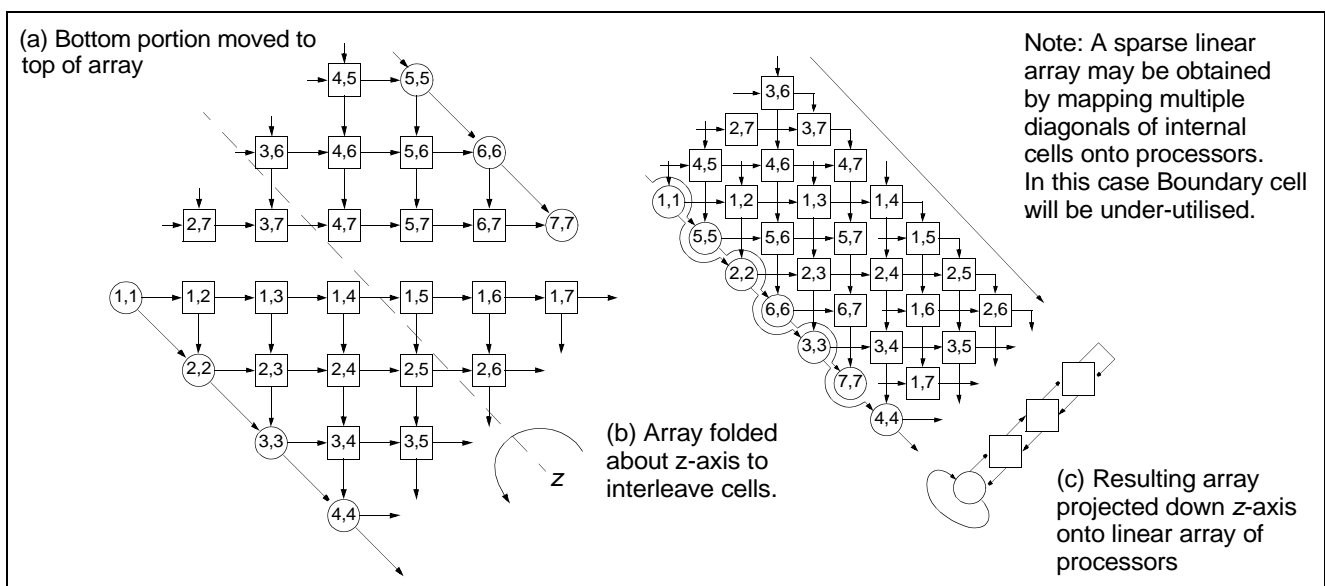 (a) Bottom portion moved to
top of array
4,5 5,5
3,6 4,6 5,6 6,6
2,7 3,7 4,7 5,7 6,7 7,7
1,1 1,2 1,3 1,4 1,5 1,6 1,7
2,2 2,3 2,4 2,5 2,6
3,3 3,4 3,5
4,4
z
(b) Array folded
about z-axis to
interleave cells.
3,6
2,7 3,7
4,5 4,6 4,7
1,1 1,2 1,3 1,4
5,5 5,6 5,7 1,5
2,2 2,3 2,4 2,5
6,6 6,7 1,6 2,6
3,3 3,4 3,5
7,7 1,7
4,4
Note: A sparse linear
array may be obtained
by mapping multiple
diagonals of internal
cells onto processors.
In this case Boundary cell
will be under-utilised.
(c) Resulting array
projected down z-axis
onto linear array of
processors